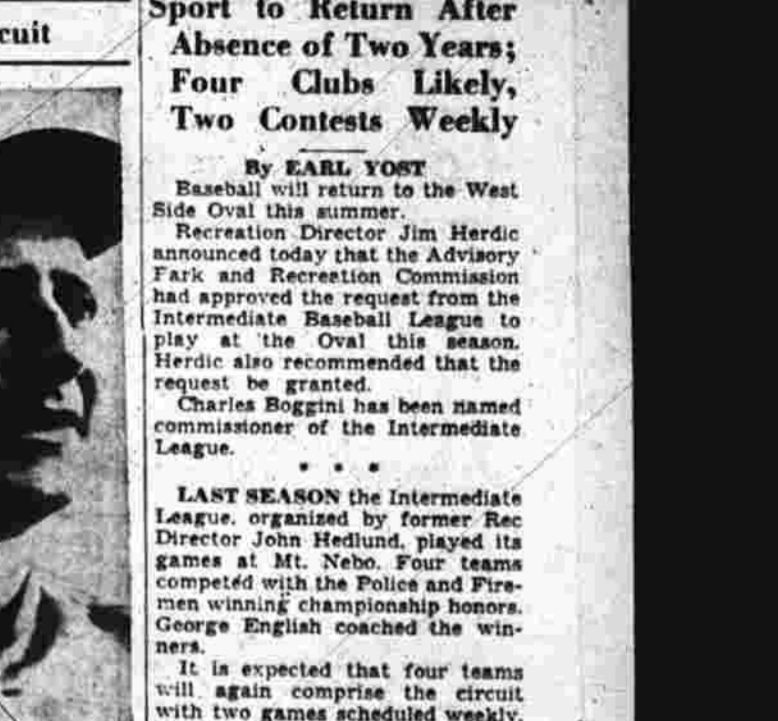 cuit
Sport to Return After
Absence of Two Years;
Four Clubs Likely,
Two Contests Weekly
By EARL YOST
Baseball will return to the West
Side Oval this summer.
Recreation Director Jim Herdic
announced today that the Advisory
Park and Recreation Commission
had approved the request from the
Intermediate Baseball League to
play at the Oval this season.
Herdic also recommended that the
request be granted.
Charles Boggini has been named
commissioner of the Intermediate
League.
* * *
LAST SEASON the Intermediate
League, organized by former Rec
Director John Hedlund, played its
games at Mt. Nebo. Four teams
competed with the Police and Fire-
men winning championship honors.
George English coached the win-
ners.
It is expected that four teams
will again comprise the circuit
with two games scheduled weekly.